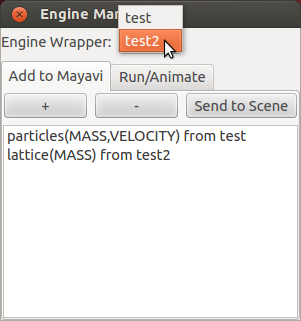 Engine Man
test
Engine Wrapper:
test2
Add to Mayavi
Run/Animate
+
-
Send to Scene
particles(MASS,VELOCITY) from test
lattice(MASS) from test2